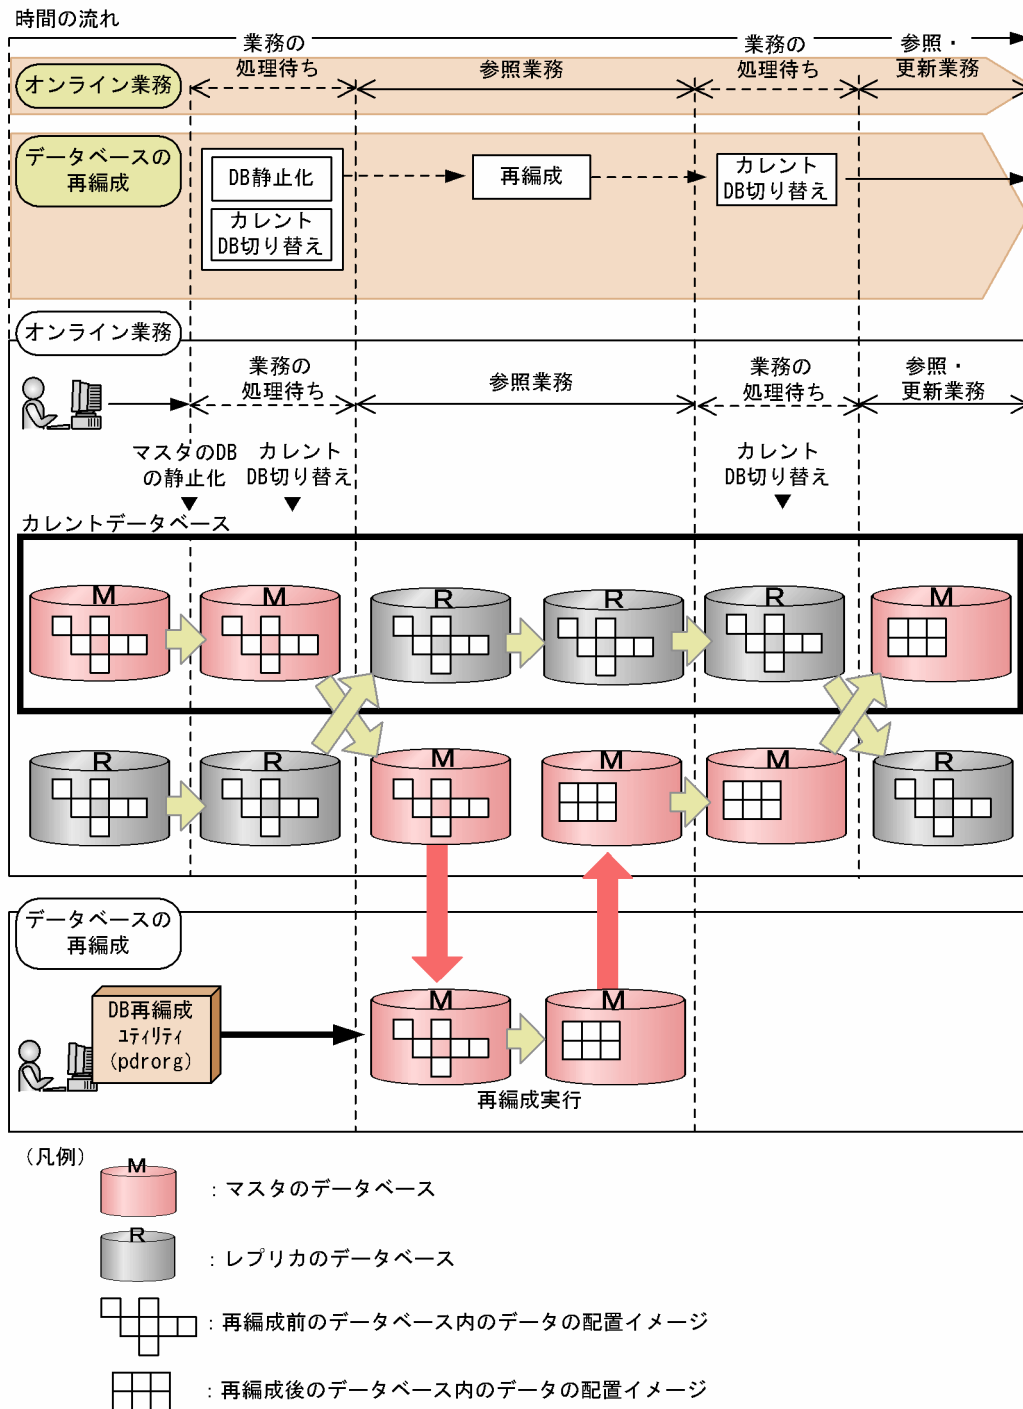 時間の流れ
業務の
処理待ち
参照業務
業務の
処理待ち
参照・
更新業務
オンライン業務
データベースの
再編成
DB静止化
カレント
DB切り替え
再編成
カレント
DB切り替え
オンライン業務
業務の
処理待ち
参照業務
業務の
処理待ち
参照・
更新業務
マスタのDB
の静止化
カレント
DB切り替え
カレント
DB切り替え
カレントデータベース
M
M
R
R
R
M
R
R
M
M
M
R
データベースの
再編成
DB再編成
ユティリティ
(pdrorg)
M
M
再編成実行
(凡例)
M
：マスタのデータベース
R
：レプリカのデータベース
：再編成前のデータベース内のデータの配置イメージ
：再編成後のデータベース内のデータの配置イメージ